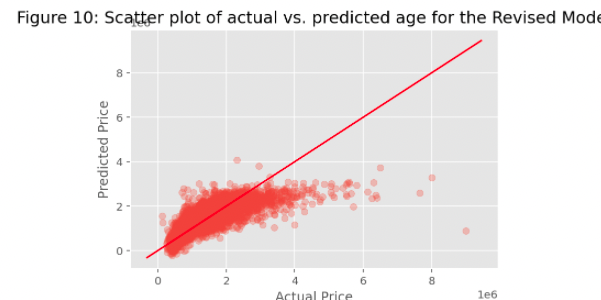 Figure 10: Scatter plot of actual vs. predicted age for the Revised Mode
1e6
8
6
4
2
0
Predicted Price
0 2 4 6 8
1e6
Actual Price